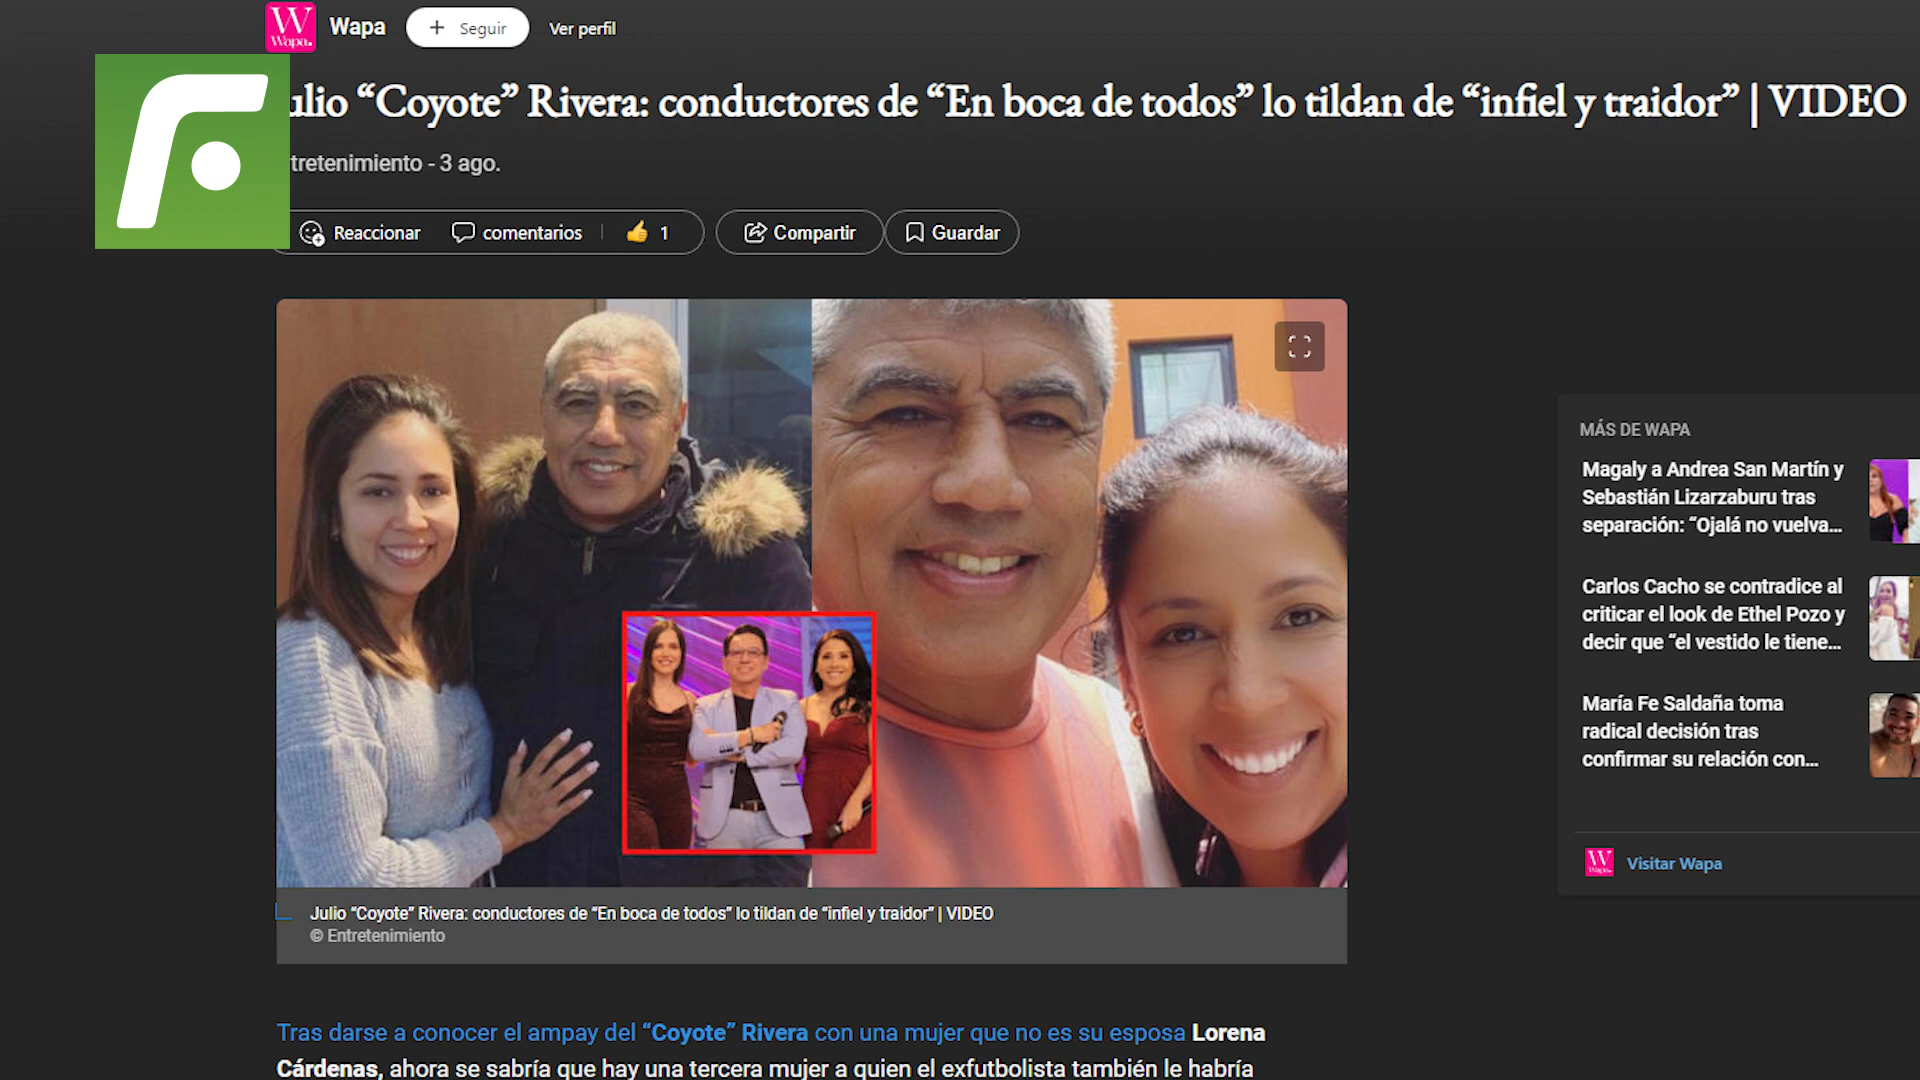 W
Wapa.
Wapa
+ Seguir
Ver perfil
ulio “Coyote” Rivera: conductores de “En boca de todos” lo tildan de “infiel y traidor” | VIDEO
tretenimiento - 3 ago.
Reaccionar
comentarios
1
Compartir
Guardar
Julio “Coyote” Rivera: conductores de “En boca de todos” lo tildan de “infiel y traidor” | VIDEO
© Entretenimiento
Tras darse a conocer el ampay del “Coyote” Rivera con una mujer que no es su esposa Lorena
Cárdenas, ahora se sabría que hay una tercera mujer a quien el exfutbolista también le habría
MÁS DE WAPA
Magaly a Andrea San Martín y
Sebastián Lizarzaburu tras
separación: “Ojalá no vuelva...
Carlos Cacho se contradice al
criticar el look de Ethel Pozo y
decir que “el vestido le tiene...
María Fe Saldaña toma
radical decisión tras
confirmar su relación con...
W
Wapa.
Visitar Wapa